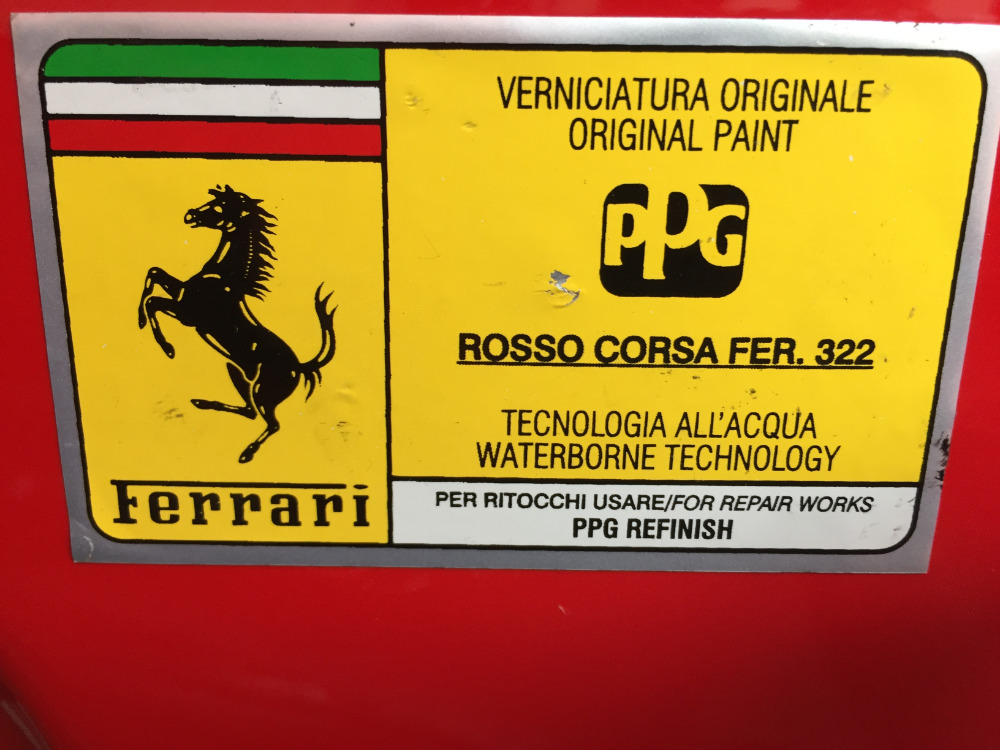 VERNICIATURA ORIGINALE
ORIGINAL PAINT
PPG
ROSSO CORSA FER. 322
TECNOLOGIA ALL'ACQUA
WATERBORNE TECHNOLOGY
Ferrari
PER RITOCCHI USARE/FOR REPAIR WORKS
PPG REFINISH